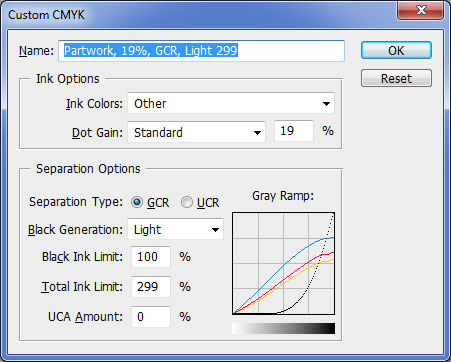 Custom CMYK
Name: Partwork, 19%, GCR, Light 299
OK
Reset
Ink Options
Ink Colors: Other
Dot Gain: Standard 19 %
Separation Options
Separation Type: GCR UCR
Gray Ramp:
Black Generation: Light
Black Ink Limit: 100 %
Total Ink Limit: 299 %
UCA Amount: 0 %